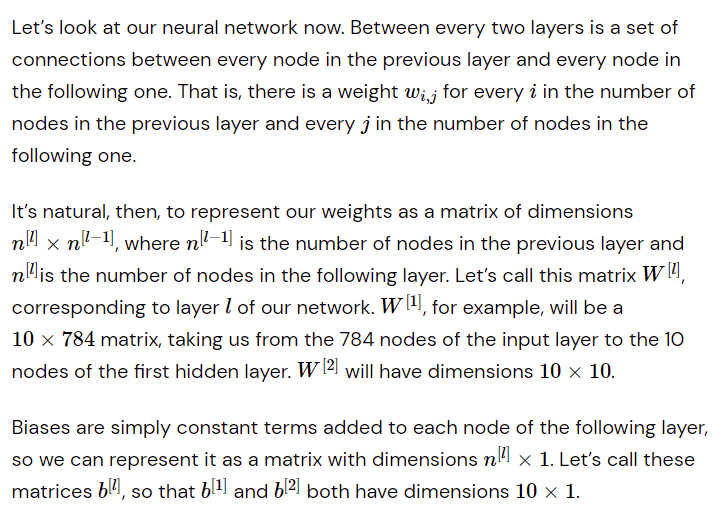 Let's look at our neural network now. Between every two layers is a set of
connections between every node in the previous layer and every node in
the following one. That is, there is a weight $w_{i,j}$ for every $i$ in the number of
nodes in the previous layer and every $j$ in the number of nodes in the
following one.
It's natural, then, to represent our weights as a matrix of dimensions
$n^{[l]} \times n^{[l-1]}$, where $n^{[l-1]}$ is the number of nodes in the previous layer and
$n^{[l]}$is the number of nodes in the following layer. Let's call this matrix $W^{[l]}$,
corresponding to layer $l$ of our network. $W^{[1]}$, for example, will be a
$10 \times 784$ matrix, taking us from the 784 nodes of the input layer to the 10
nodes of the first hidden layer. $W^{[2]}$ will have dimensions $10 \times 10$.
Biases are simply constant terms added to each node of the following layer,
so we can represent it as a matrix with dimensions $n^{[l]} \times 1$. Let's call these
matrices $b^{[l]}$, so that $b^{[1]}$ and $b^{[2]}$ both have dimensions $10 \times 1$.